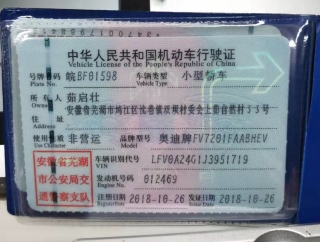 中华人民共和国机动车行驶证
Vehicle License of the People's Republic of China
号牌号码 皖BF01598 车辆类型 小型轿车
Plate No. Vehicle Type
所有人 茹启壮
Owner
住址 安徽省芜湖市鸠江区沈巷镇双坝村委会上茹自然村33号
Address
使用性质 非营运 品牌型号 奥迪牌FV7201FAABHEV
Use Character Model
安徽省芜湖
市公安局交
通警察支队
车辆识别代号 LFV0A24G1J3951719
VIN
发动机号码 012469
Engine No.
注册日期 2018-10-26 发证日期 2018-10-26
Register Date Issue Date